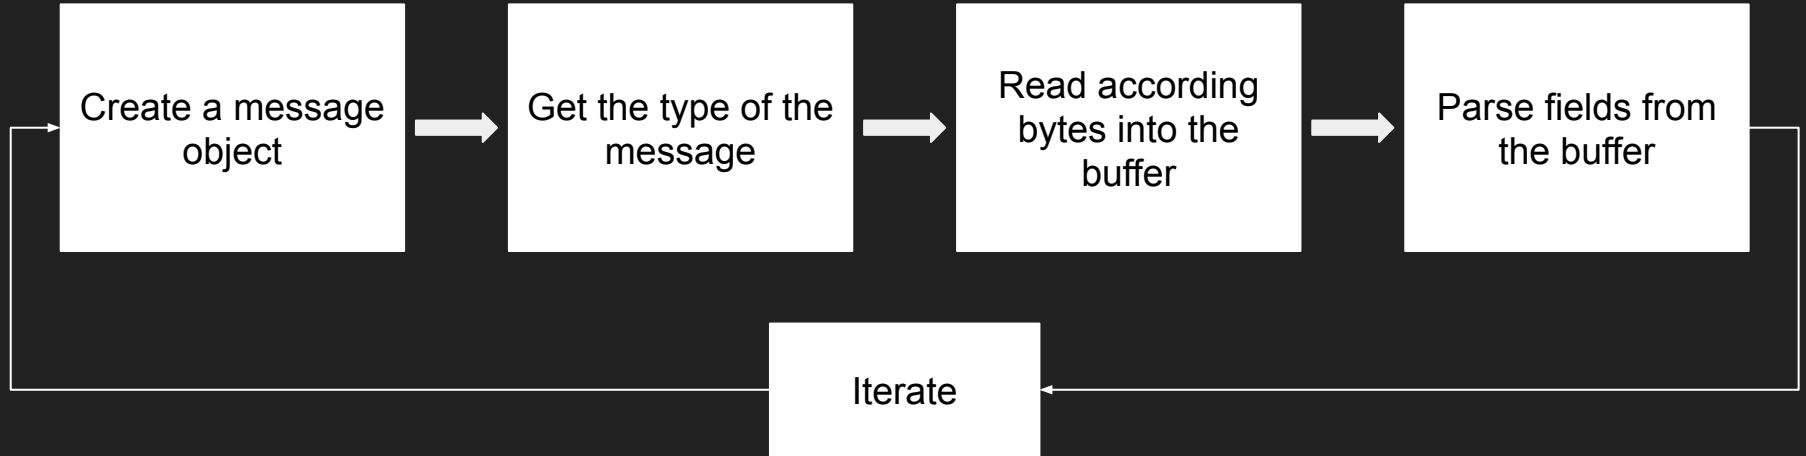 Create a message
object
Get the type of the
message
Read according
bytes into the
buffer
Parse fields from
the buffer
Iterate